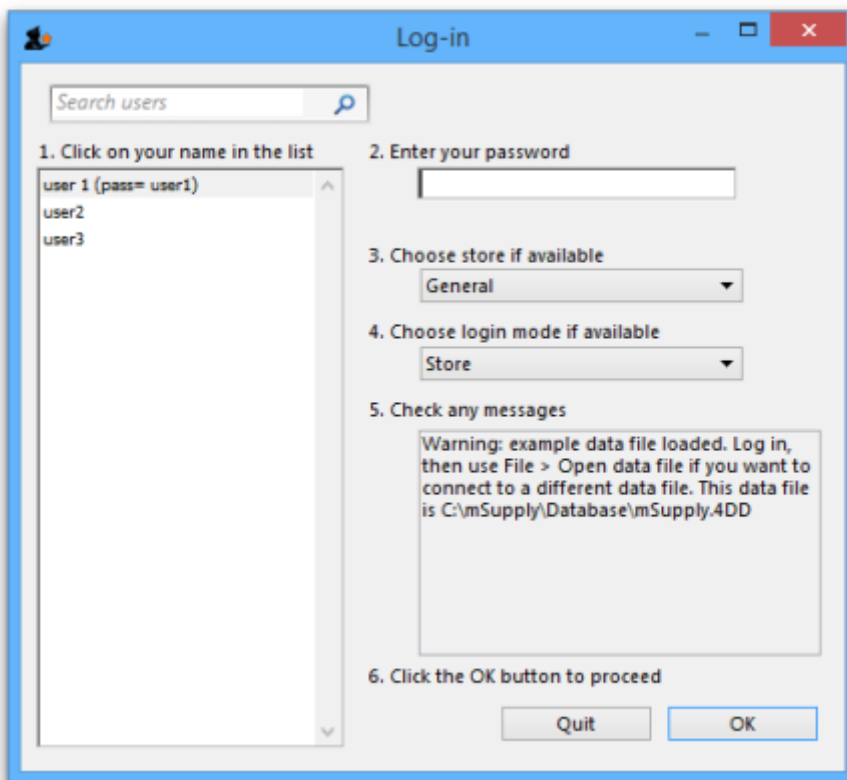 Log-in
Search users
1. Click on your name in the list
user 1 (pass= user1)
user2
user3
2. Enter your password
3. Choose store if available
General
4. Choose login mode if available
Store
5. Check any messages
Warning: example data file loaded. Log in,
then use File > Open data file if you want to
connect to a different data file. This data file
is C:\mSupply\Database\mSupply.4DD
6. Click the OK button to proceed
Quit
OK